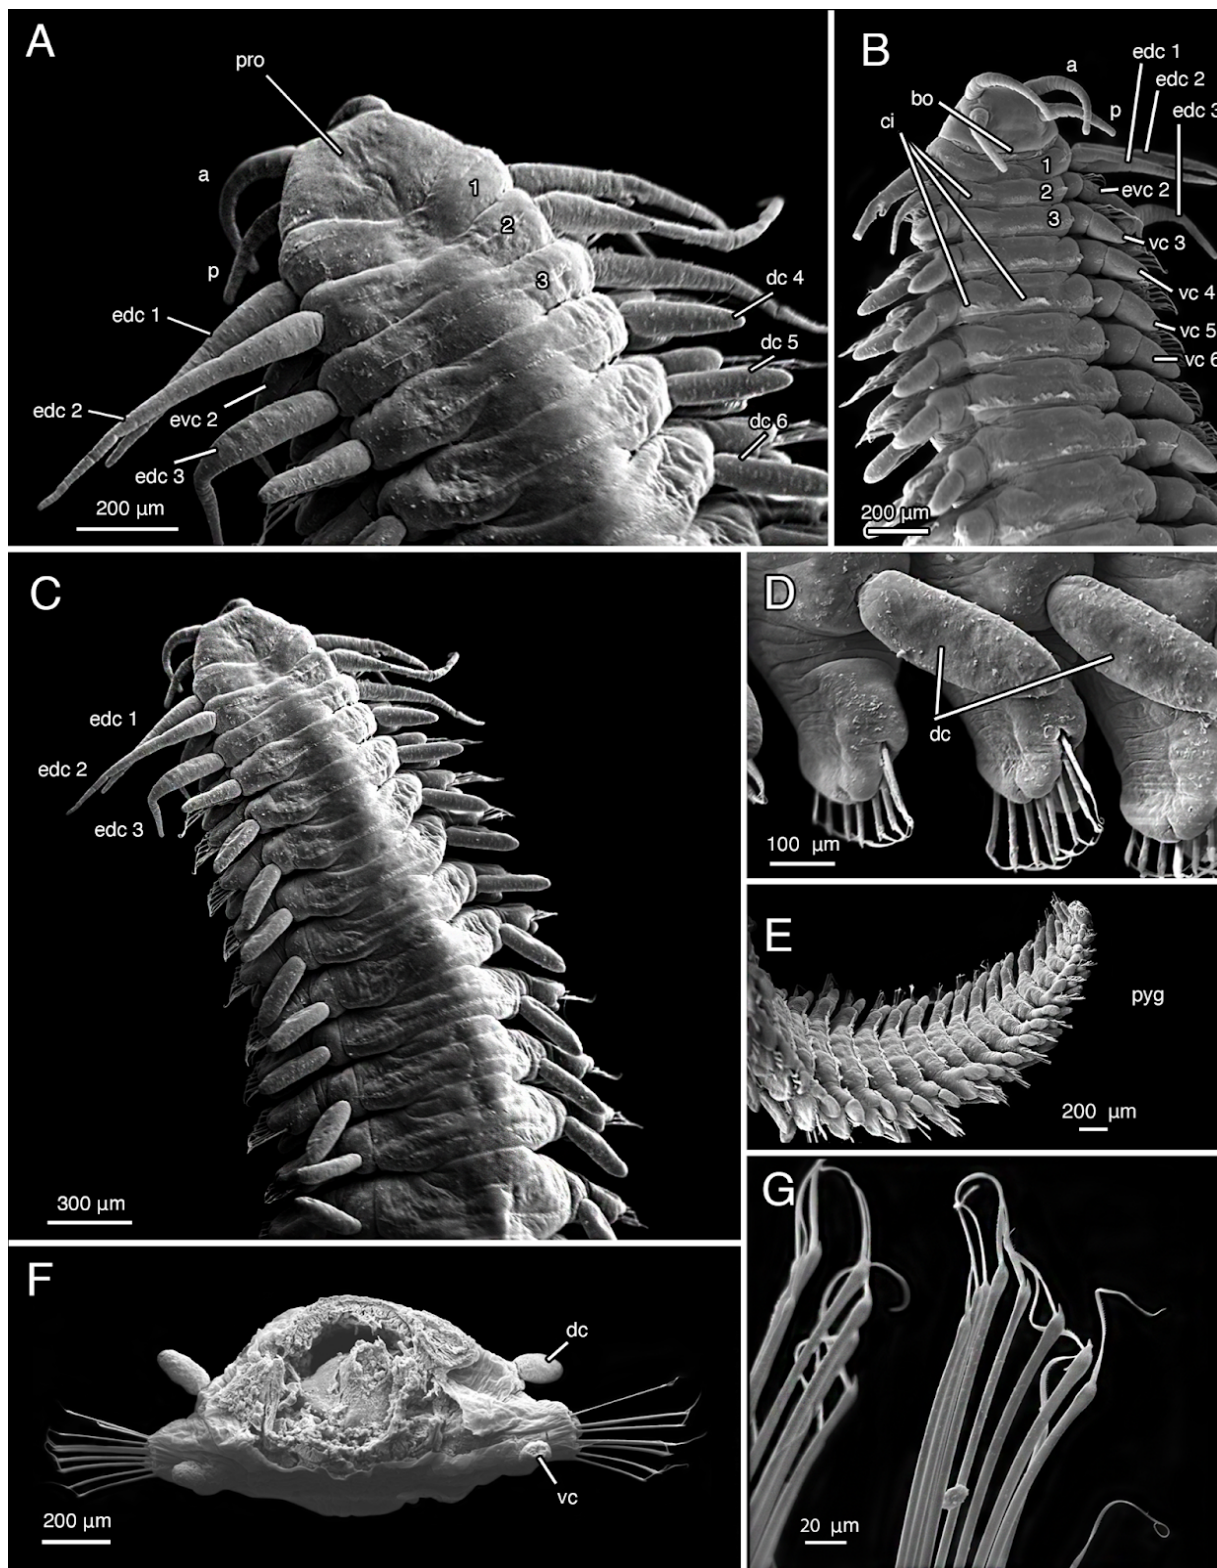 A
pro
a
1
2
3
p
edc 1
dc 4
dc 5
edc 2
evc 2
dc 6
edc 3
200 µm
B
a
edc 1
edc 2
bo
p
edc 3
ci
1
2
evc 2
3
vc 3
vc 4
vc 5
vc 6
200 µm
C
edc 1
edc 2
edc 3
300 µm
D
dc
100 µm
E
pyg
200 µm
F
dc
vc
200 µm
G
20 µm